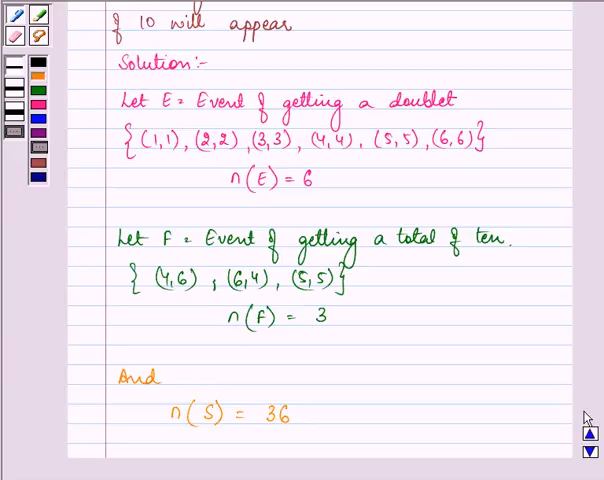 of 10 will appear
Solution:-
Let E = Event of getting a doublet
{(1,1), (2,2), (3,3), (4,4), (5,5), (6,6)}
n(E) = 6
Let F = Event of getting a total of ten.
{ (4,6) , (6,4), (5,5)}
n(F) = 3
And
n(S) = 36